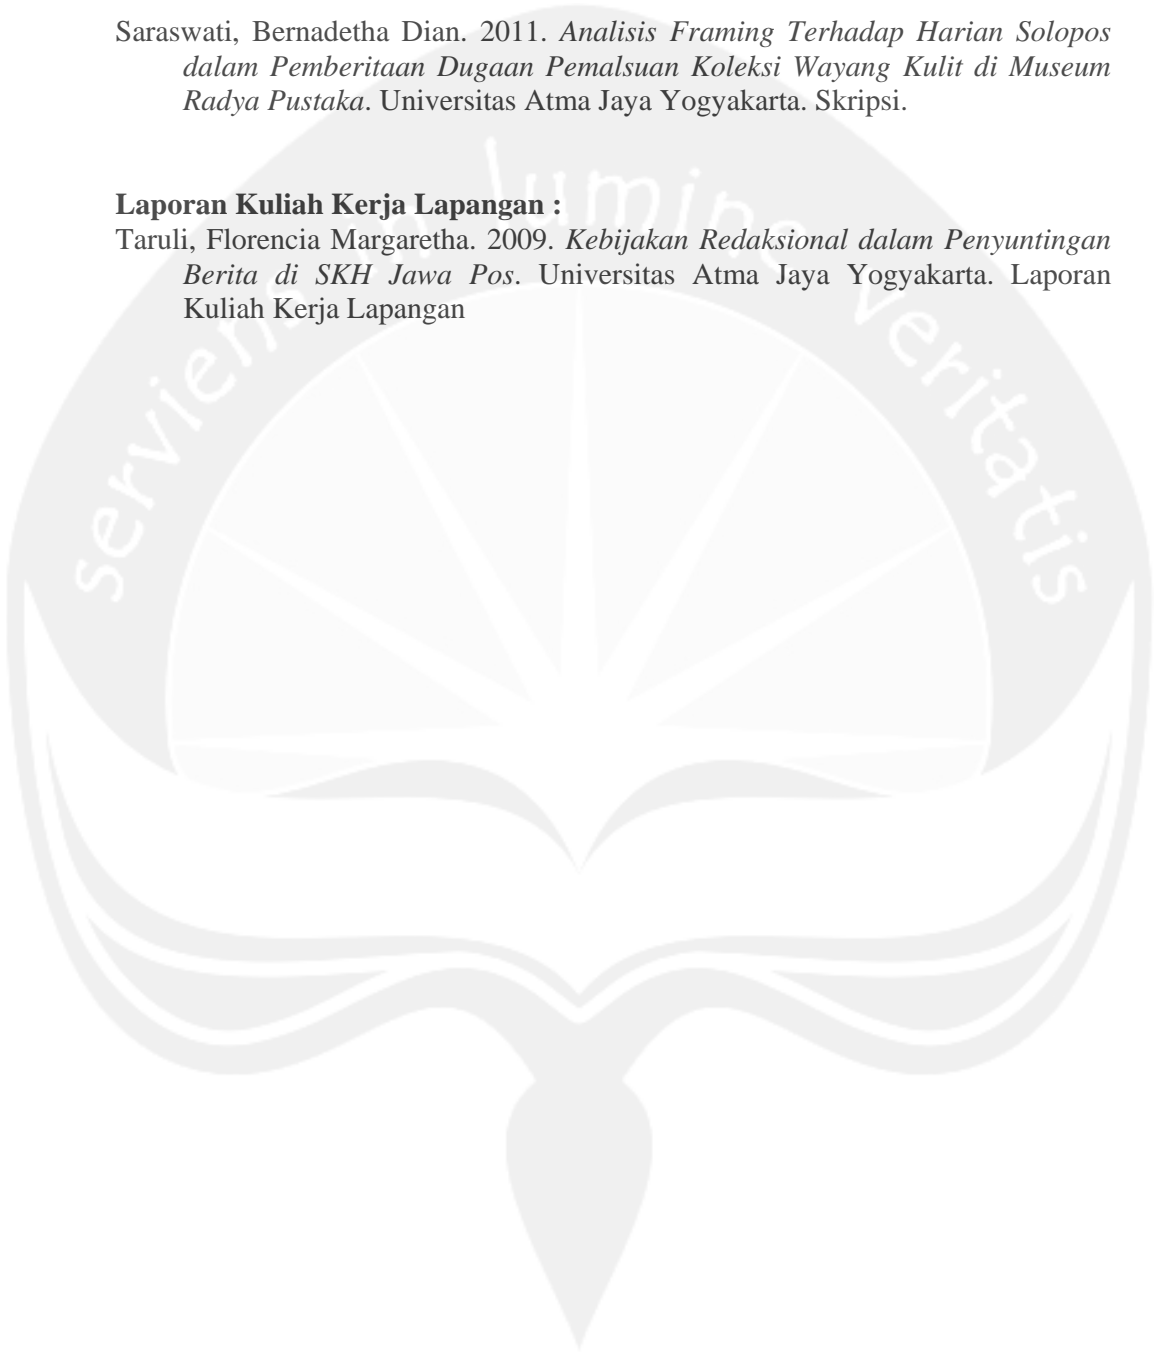 Saraswati, Bernadetha Dian. 2011. Analisis Framing Terhadap Harian Solopos
dalam Pemberitaan Dugaan Pemalsuan Koleksi Wayang Kulit di Museum
Radya Pustaka. Universitas Atma Jaya Yogyakarta. Skripsi.
Laporan Kuliah Kerja Lapangan :
Taruli, Florencia Margaretha. 2009. Kebijakan Redaksional dalam Penyuntingan
Berita di SKH Jawa Pos. Universitas Atma Jaya Yogyakarta. Laporan
Kuliah Kerja Lapangan
serviens in lumine veritatis